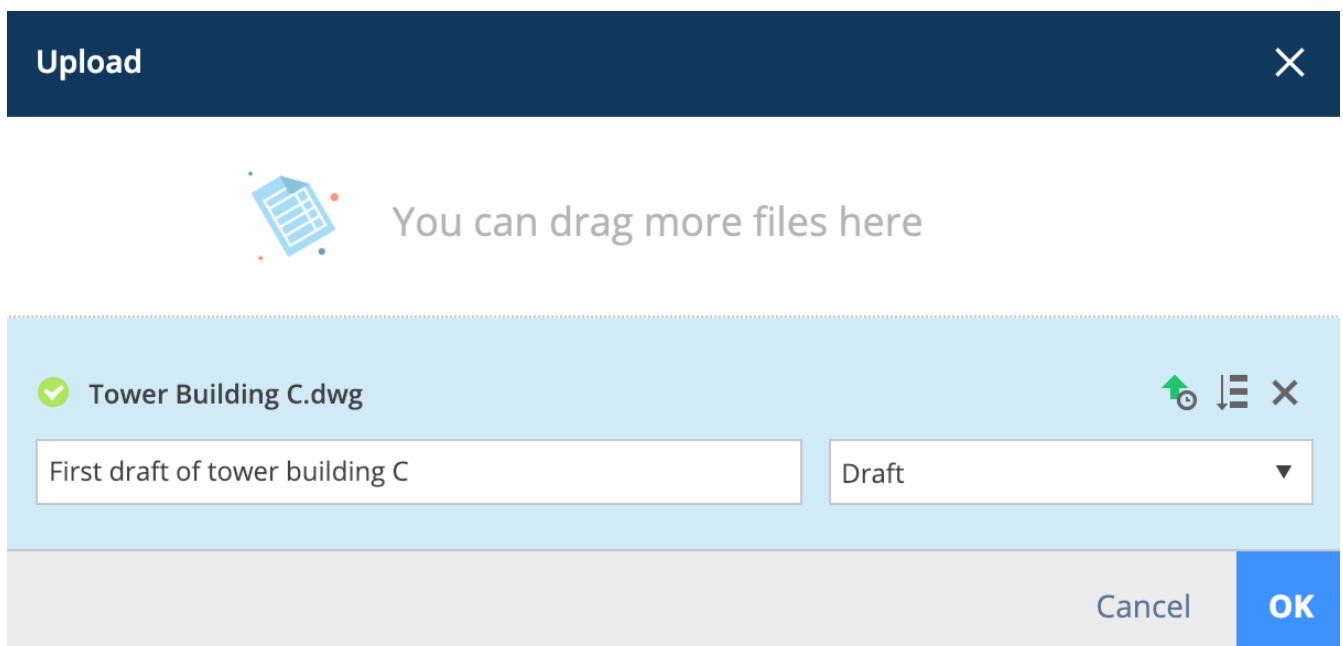 Upload
You can drag more files here
Tower Building C.dwg
First draft of tower building C
Draft
Cancel
OK